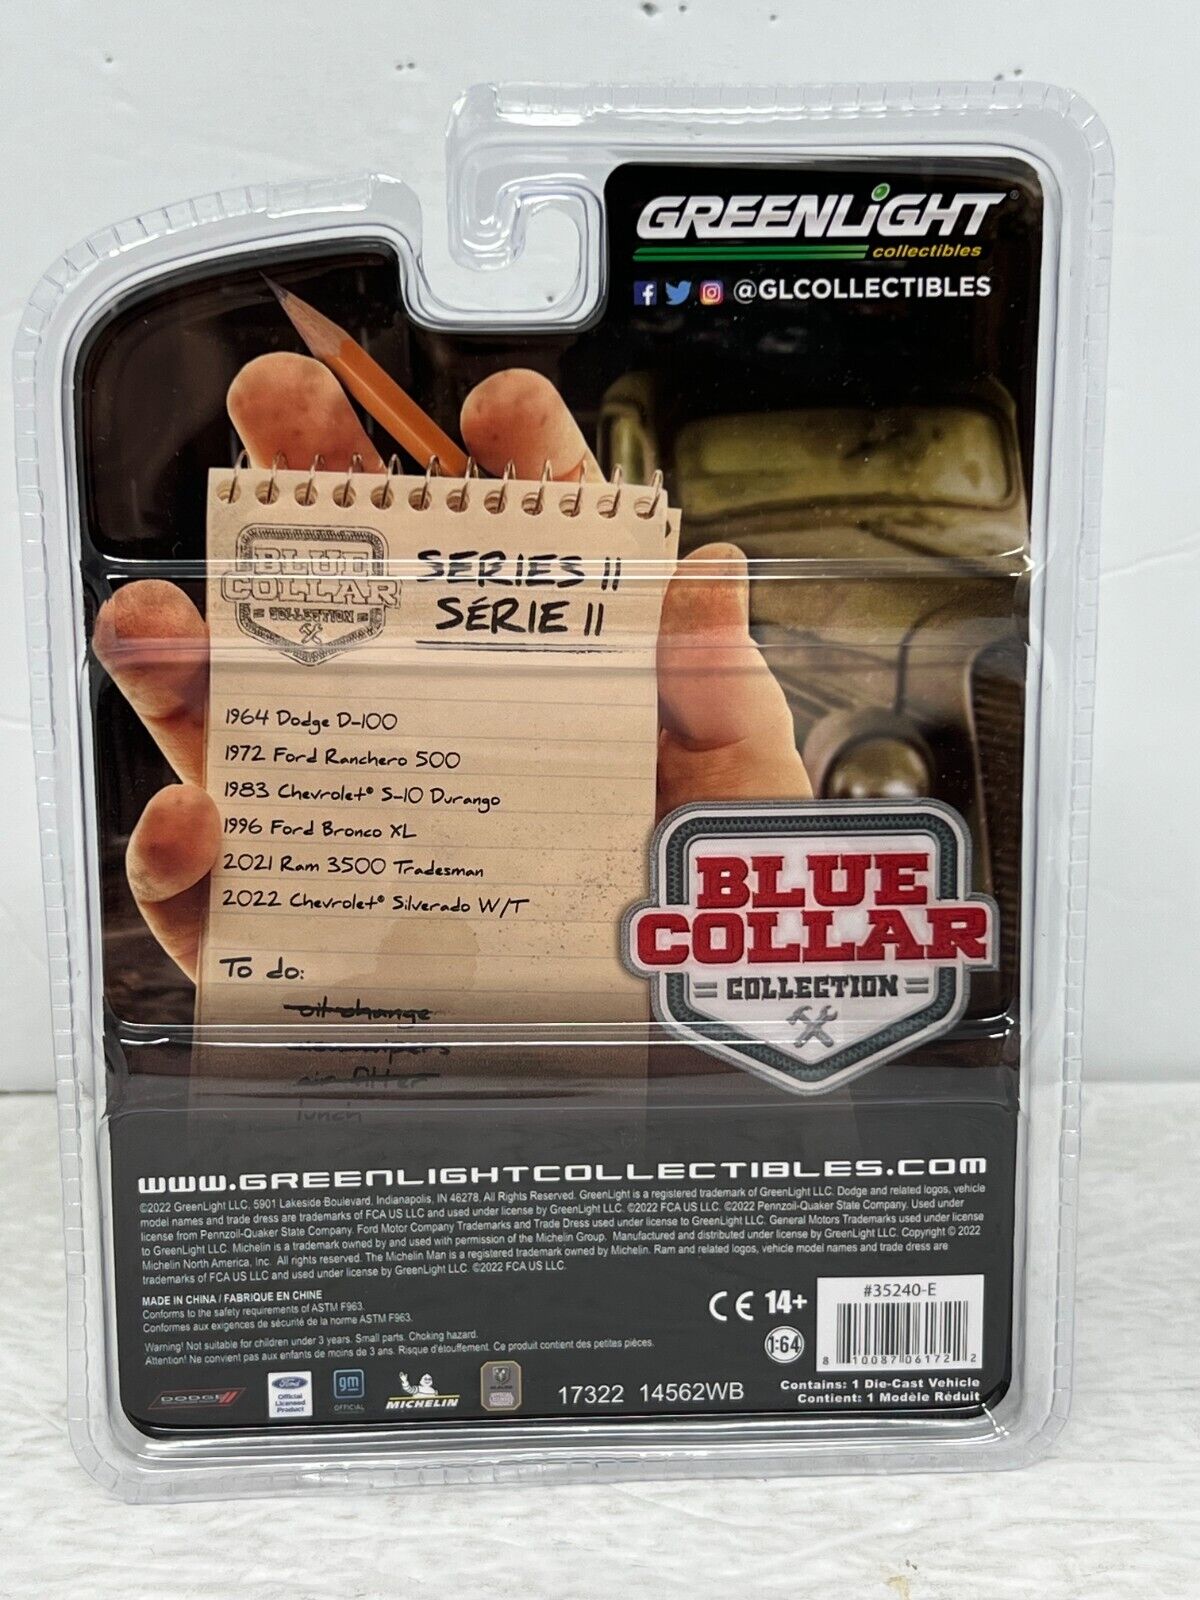 GREENLiGHT®
collectibles
@GLCOLLECTIBLES
BLUE
COLLAR
COLLECTION
SERIES 11
SÉRIE 11
1964 Dodge D-100
1972 Ford Ranchero 500
1983 Chevrolet® S-10 Durango
1996 Ford Bronco XL
2021 Ram 3500 Tradesman
2022 Chevrolet® Silverado W/T
To do:
oil change
wipers
air filter
lunch
BLUE
COLLAR
COLLECTION
www.GREENLIGHTCOLLECTIBLES.com
©2022 GreenLight LLC, 5901 Lakeside Boulevard, Indianapolis, IN 46278, All Rights Reserved. GreenLight is a registered trademark of GreenLight LLC. Dodge and related logos, vehicle
model names and trade dress are trademarks of FCA US LLC and used under license by GreenLight LLC. ©2022 FCA US LLC. ©2022 Pennzoil-Quaker State Company. Used under
license from Pennzoil-Quaker State Company. Ford Motor Company Trademarks and Trade Dress used under license to GreenLight LLC. General Motors Trademarks used under license
to GreenLight LLC. Michelin is a trademark owned by and used with permission of the Michelin Group. Manufactured and distributed under license by GreenLight LLC. Copyright © 2022
Michelin North America, Inc. All rights reserved. The Michelin Man is a registered trademark owned by Michelin. Ram and related logos, vehicle model names and trade dress are
trademarks of FCA US LLC and used under license by GreenLight LLC. ©2022 FCA US LLC.
MADE IN CHINA / FABRIQUE EN CHINE
Conforms to the safety requirements of ASTM F963.
Conformes aux exigences de sécurité de la norme ASTM F963.
Warning! Not suitable for children under 3 years. Small parts. Choking hazard.
Attention! Ne convient pas aux enfants de moins de 3 ans. Risque d'étouffement. Ce produit contient des petites pièces.
CE 14+
1:64
#35240-E
8 10087 06172 2
DODGE
Ford
Official
Licensed
Product
gm
OFFICIAL
MICHELIN
RAM
OFFICIAL
LICENSED
PRODUCT
17322 14562WB
Contains: 1 Die-Cast Vehicle
Contient: 1 Modèle Réduit